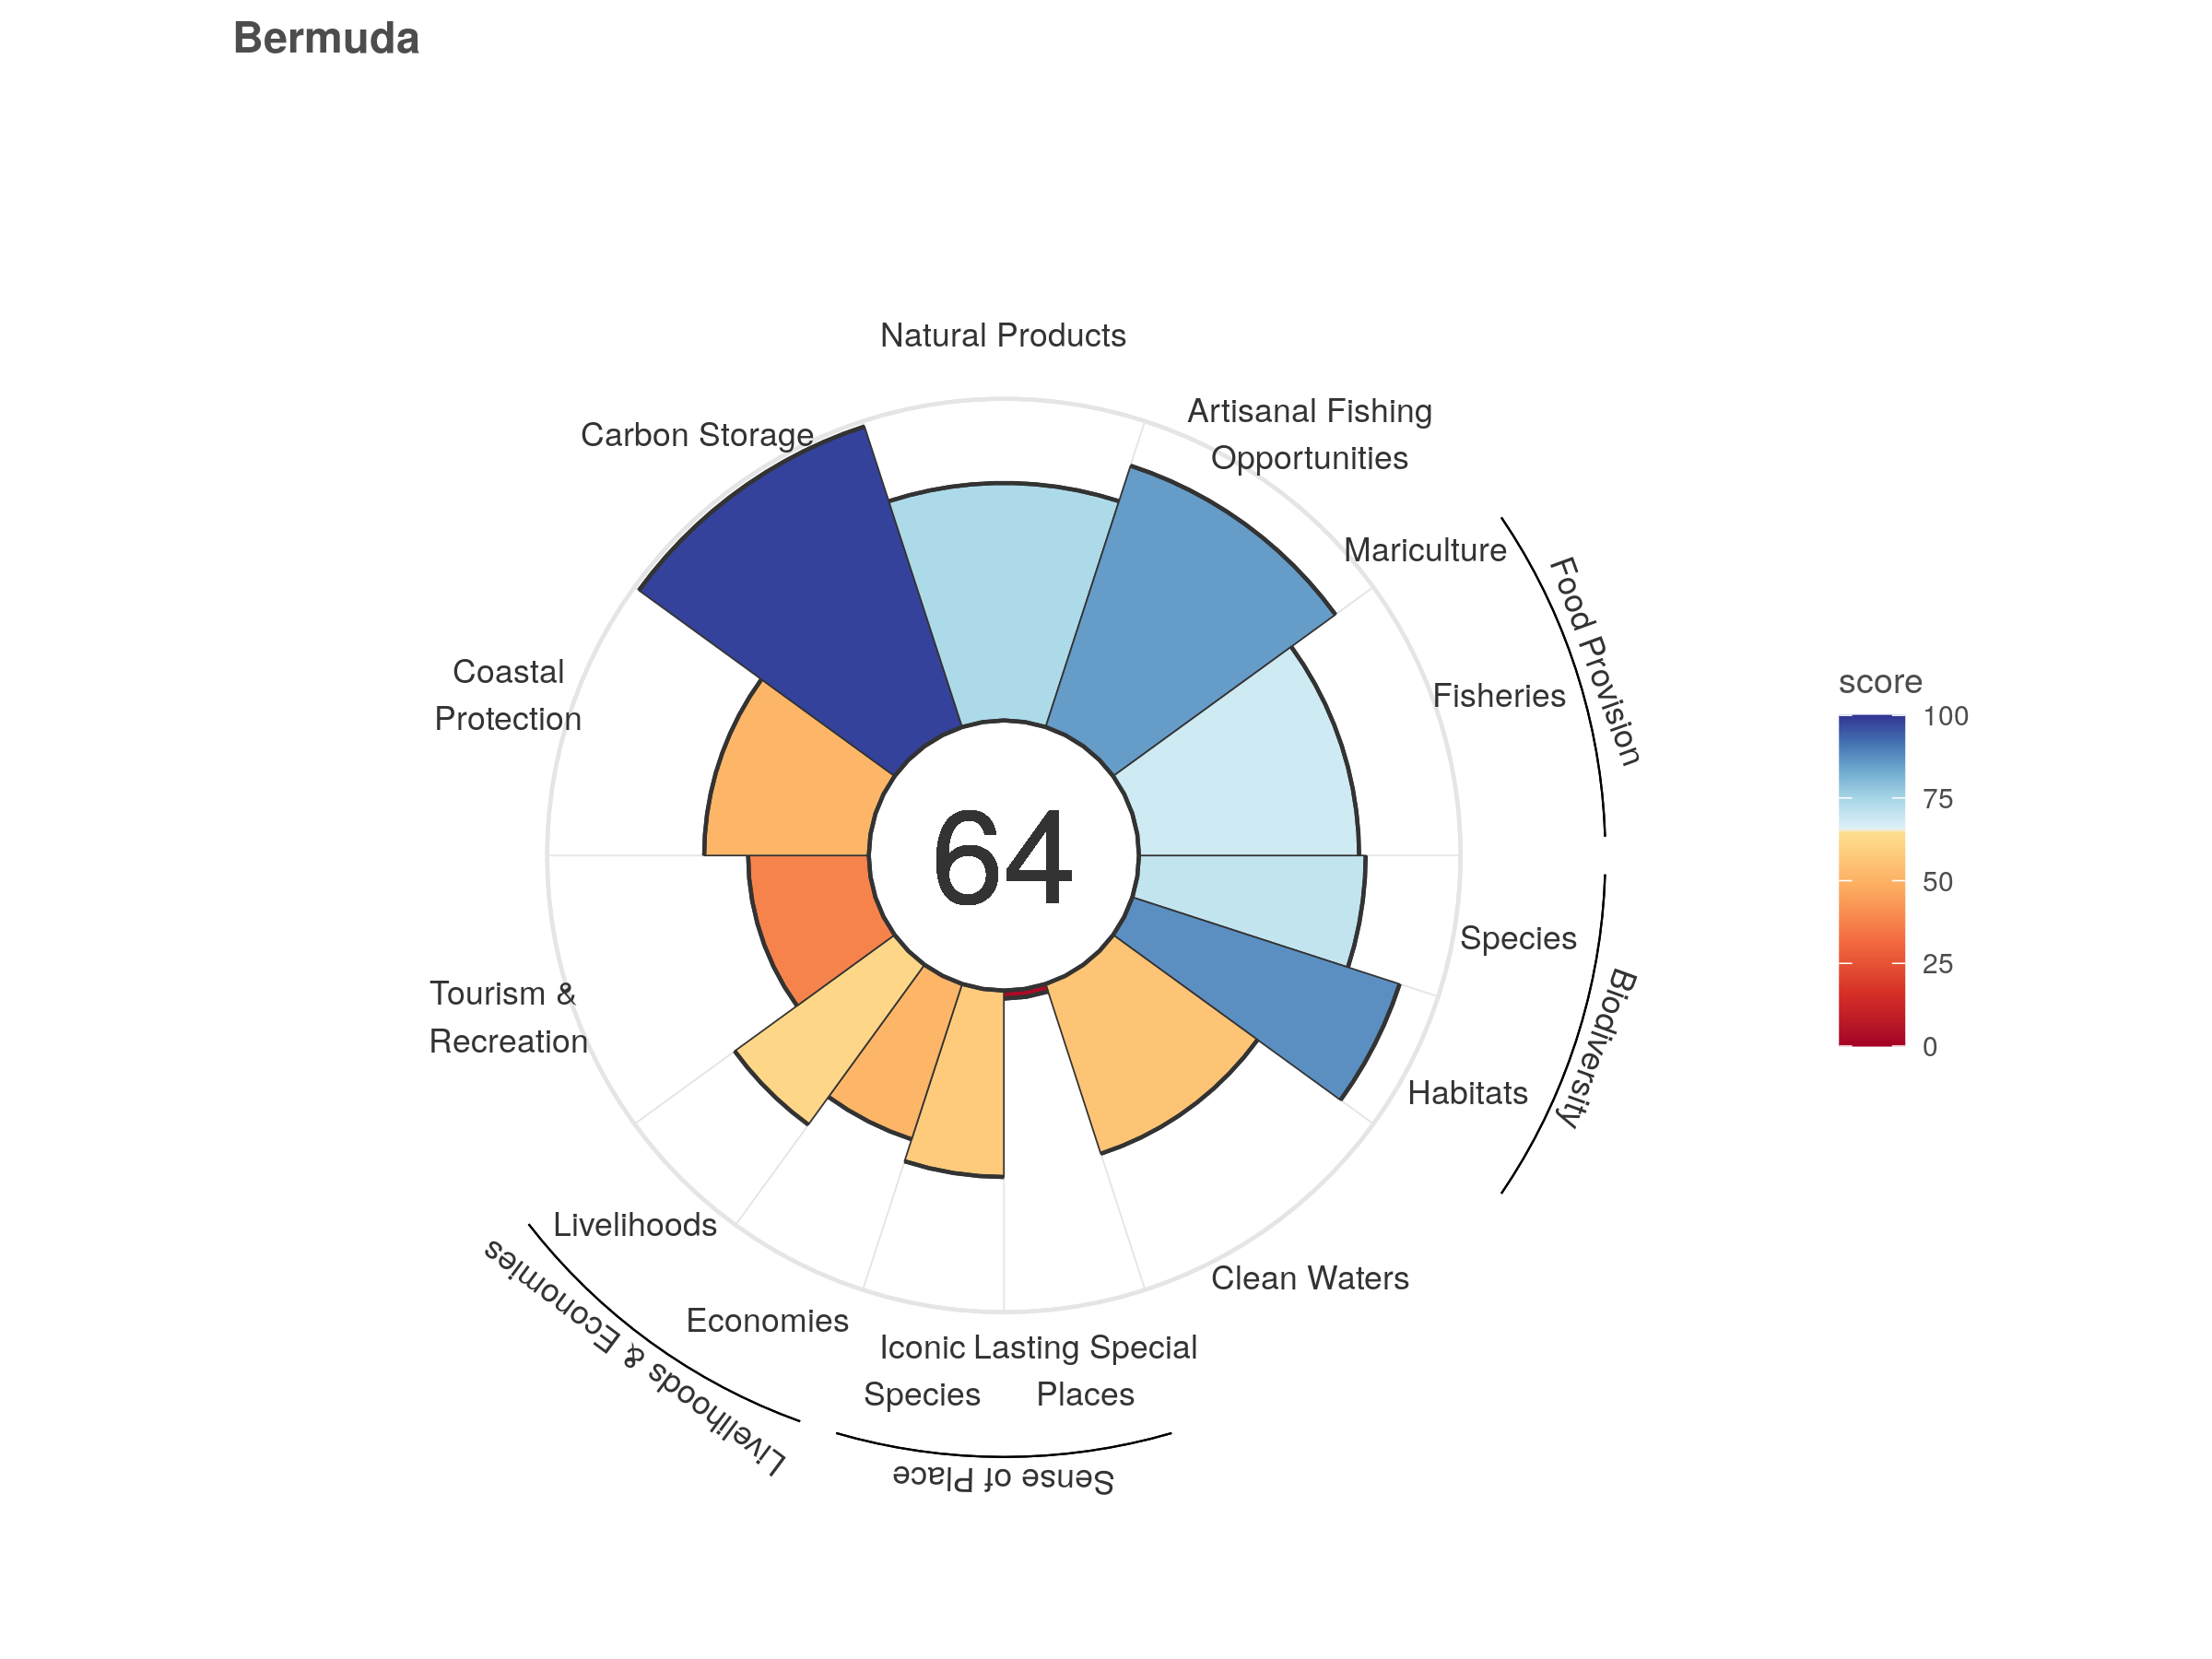 Bermuda
Natural Products
Artisanal Fishing
Opportunities
Carbon Storage
Mariculture
Food Provision
Fisheries
Coastal
Protection
score
100
75
50
25
0
64
Species
Biodiversity
Habitats
Tourism &
Recreation
Livelihoods
Livelihoods & Economies
Economies
Clean Waters
Iconic
Species
Lasting Special
Places
Sense of Place